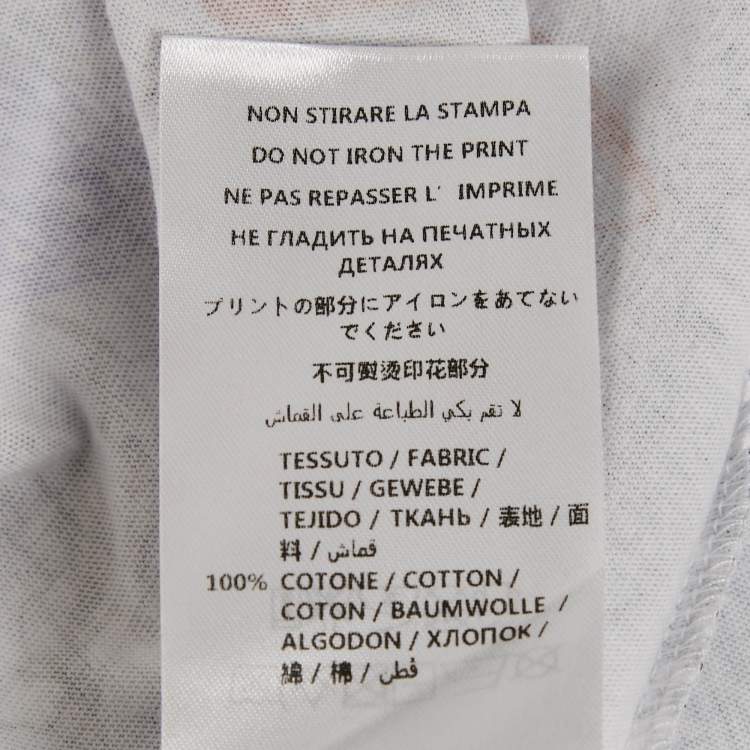 NON STIRARE LA STAMPA
DO NOT IRON THE PRINT
NE PAS REPASSER L' IMPRIME
НЕ ГЛАДИТЬ НА ПЕЧАТНЫХ
ДЕТАЛЯХ
プリントの部分にアイロンをあてない
でください
不可熨烫印花部分
لا تقم بكي الطباعة على القماش
TESSUTO / FABRIC /
TISSU / GEWEBE /
TEJIDO / ТКАНЬ / 表地 / 面
料 / قماش
100% COTONE / COTTON /
COTON / BAUMWOLLE /
ALGODON / ХЛОПОК /
綿 / 棉 / قطن